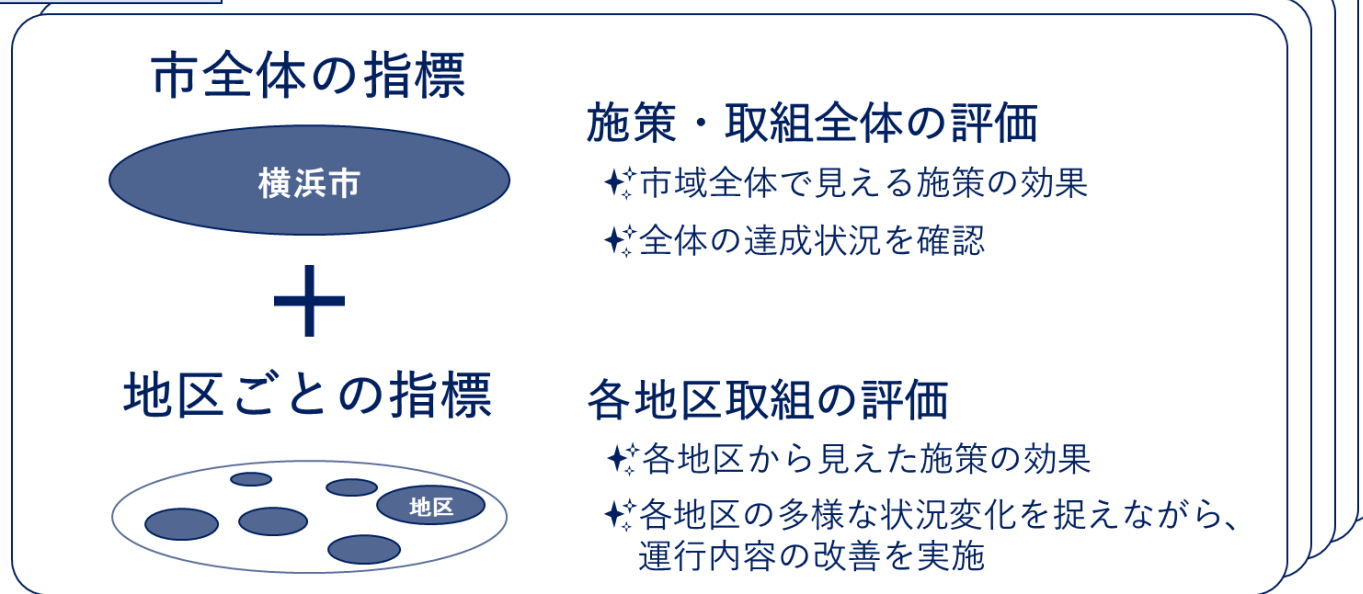 市全体の指標
横浜市
施策・取組全体の評価
市域全体で見える施策の効果
全体の達成状況を確認
+
地区ごとの指標
地区
各地区取組の評価
各地区から見えた施策の効果
各地区の多様な状況変化を捉えながら、
運行内容の改善を実施